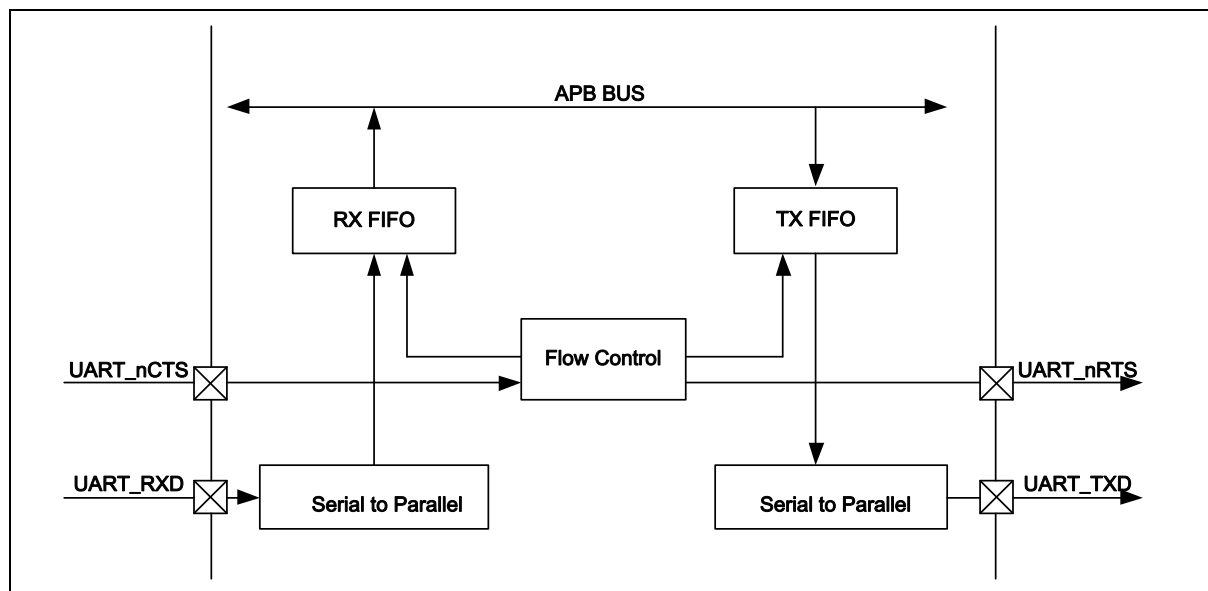 APB BUS
RX FIFO
TX FIFO
Flow Control
UART_nCTS
UART_nRTS
UART_RXD
Serial to Parallel
Serial to Parallel
UART_TXD